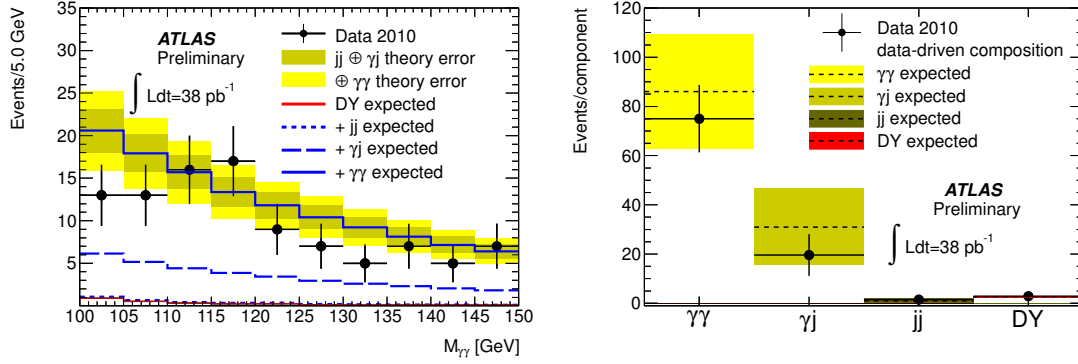 Events/5.0 GeV
35
30
25
20
15
10
5
ATLAS
Preliminary
∫ Ldt=38 pb⁻¹
Data 2010
jj ⊕ γj theory error
⊕ γγ theory error
DY expected
+ jj expected
+ γj expected
+ γγ expected
100 105 110 115 120 125 130 135 140 145 150
M_γγ [GeV]
Events/component
120
100
80
60
40
20
0
Data 2010
data-driven composition
γγ expected
γj expected
jj expected
DY expected
ATLAS
Preliminary
∫ Ldt=38 pb⁻¹
γγ γj jj DY